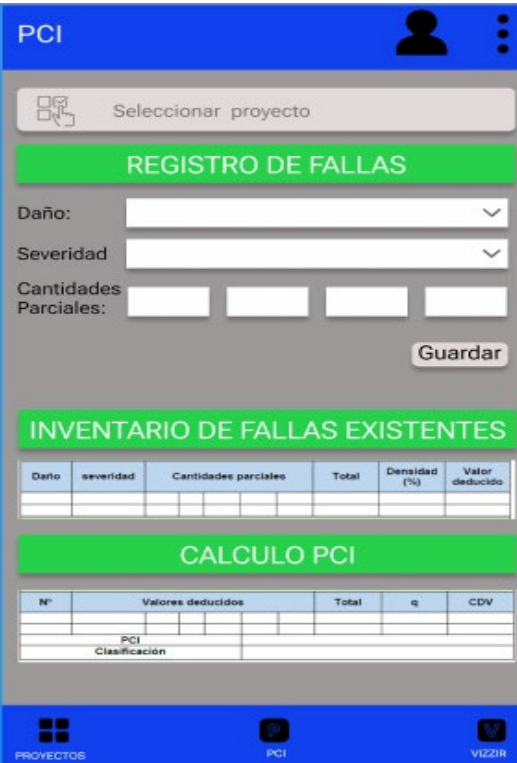 PCI
Seleccionar proyecto
REGISTRO DE FALLAS
Daño:
Severidad
Cantidades
Parciales:
Guardar
INVENTARIO DE FALLAS EXISTENTES
Daño severidad Cantidades parciales Total Densidad (%) Valor deducido
CALCULO PCI
N° Valores deducidos Total q CDV
PCI
Clasificación
P V
PROYECTOS PCI VIZZIR